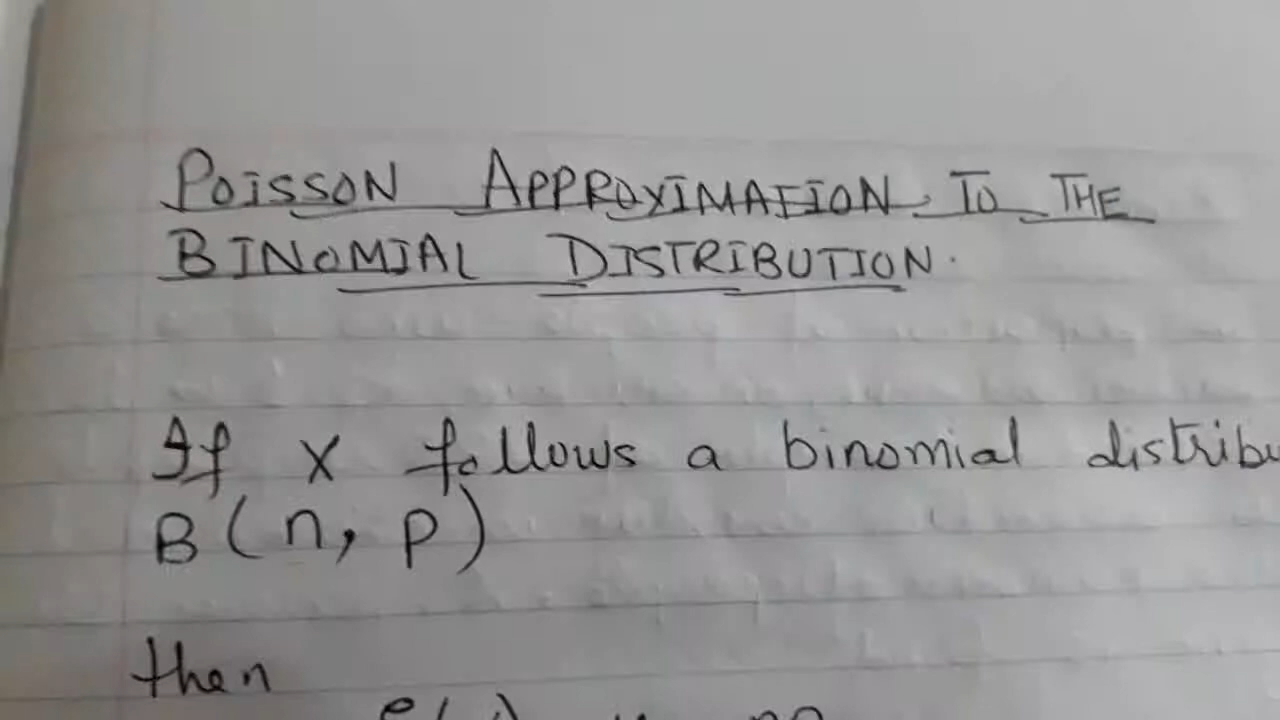 POISSON APPROXIMATION TO THE
BINOMIAL DISTRIBUTION.
If X follows a binomial distribu
B(n, p)
then